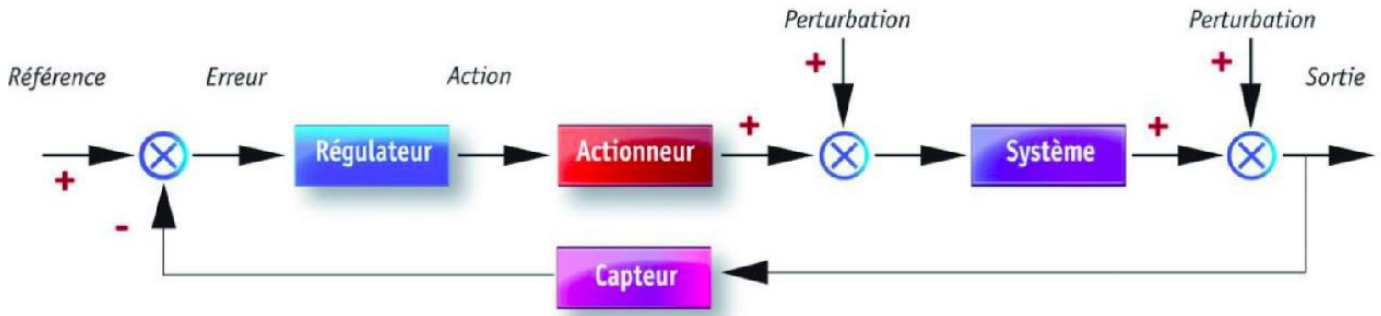 Perturbation
Perturbation
+
+
Référence
Erreur
Action
Sortie
Régulateur
Actionneur
+
Système
+
+
-
Capteur